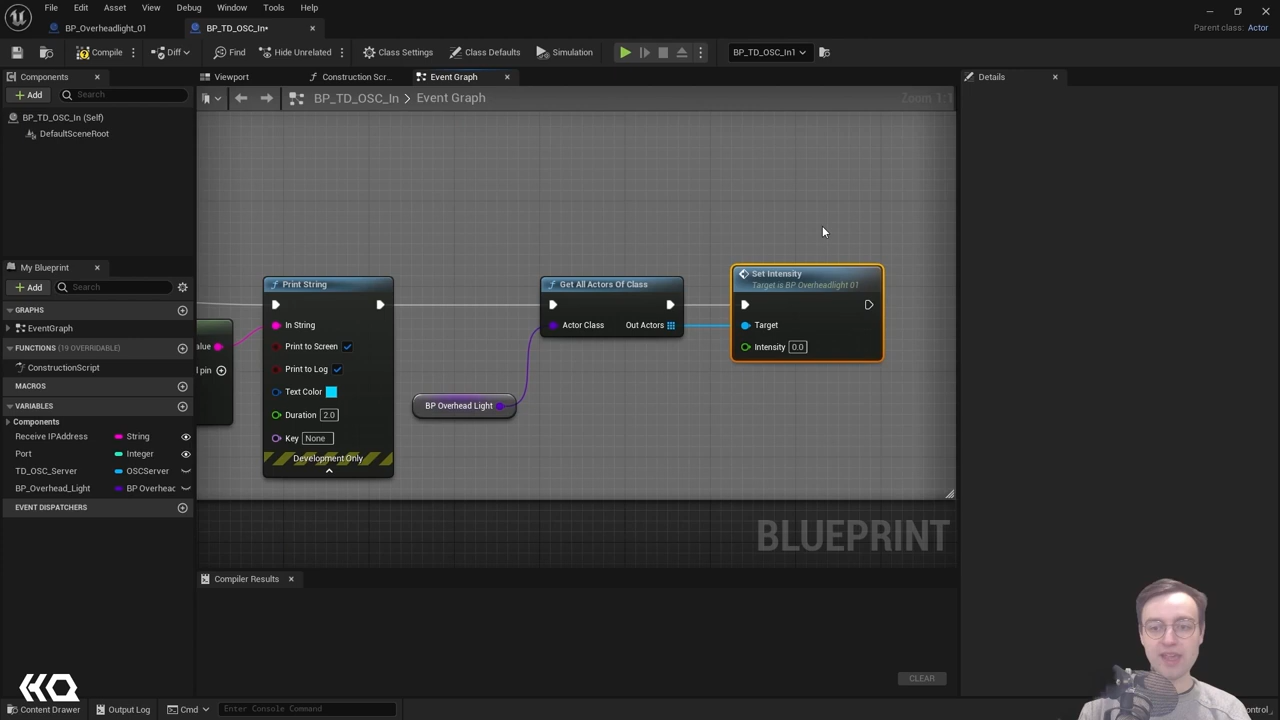 File Edit Asset View Debug Window Tools Help
BP_Overheadlight_01
BP_TD_OSC_In•
Parent class: Actor
Compile
Diff
Find
Hide Unrelated
Class Settings
Class Defaults
Simulation
BP_TD_OSC_In1
Components
Viewport
Construction Scr...
Event Graph
Details
Add
Search
BP_TD_OSC_In > Event Graph
Zoom 1:1
BP_TD_OSC_In (Self)
DefaultSceneRoot
My Blueprint
Add
Search
GRAPHS
EventGraph
FUNCTIONS (19 OVERRIDABLE)
ConstructionScript
MACROS
VARIABLES
Components
Receive IPAddress String
Port Integer
TD_OSC_Server OSCServer
BP_Overhead_Light BP Overheac
EVENT DISPATCHERS
alue
l pin
Print String
In String
Print to Screen
Print to Log
Text Color
Duration 2.0
Key None
Development Only
BP Overhead Light
Get All Actors Of Class
Actor Class Out Actors
Set Intensity
Target is BP Overheadlight 01
Target
Intensity 0.0
BLUEPRINT
Compiler Results
CLEAR
HQ
Content Drawer
Output Log
Cmd
Enter Console Command
ontrol